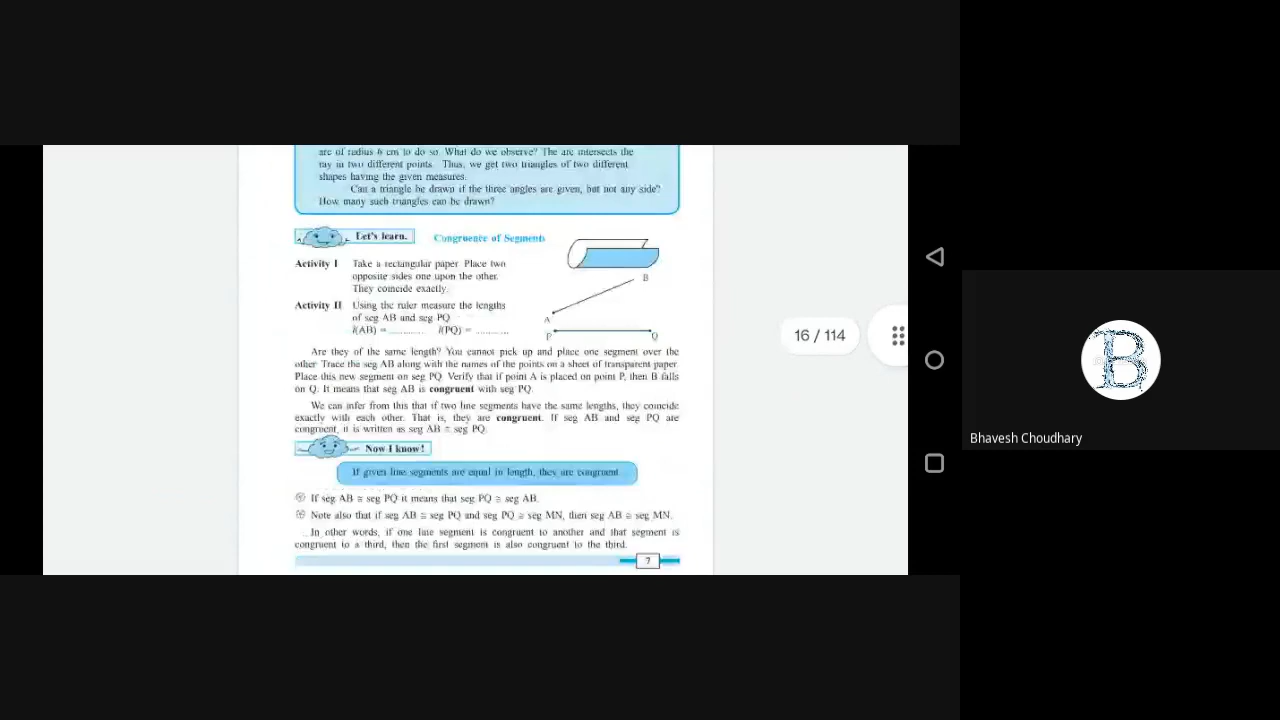 arc of radius 6 cm to do so. What do we observe? The arc intersects the
ray in two different points. Thus, we get two triangles of two different
shapes having the given measures.
Can a triangle be drawn if the three angles are given, but not any side?
How many such triangles can be drawn?
Let's learn.
Congruence of Segments
Activity I Take a rectangular paper. Place two
opposite sides one upon the other.
They coincide exactly.
Activity II Using the ruler measure the lengths
of seg AB and seg PQ
l(AB) = ............ l(PQ) = ...........
A
B
P
Q
16 / 114
Are they of the same length? You cannot pick up and place one segment over the
other. Trace the seg AB along with the names of the points on a sheet of transparent paper.
Place this new segment on seg PQ. Verify that if point A is placed on point P, then B falls
on Q. It means that seg AB is congruent with seg PQ.
We can infer from this that if two line segments have the same lengths, they coincide
exactly with each other. That is, they are congruent. If seg AB and seg PQ are
congruent, it is written as seg AB ≅ seg PQ.
Now I know!
If given line segments are equal in length, they are congruent.
If seg AB ≅ seg PQ it means that seg PQ ≅ seg AB.
Note also that if seg AB ≅ seg PQ and seg PQ ≅ seg MN, then seg AB ≅ seg MN.
In other words, if one line segment is congruent to another and that segment is
congruent to a third, then the first segment is also congruent to the third.
7
B
Bhavesh Choudhary